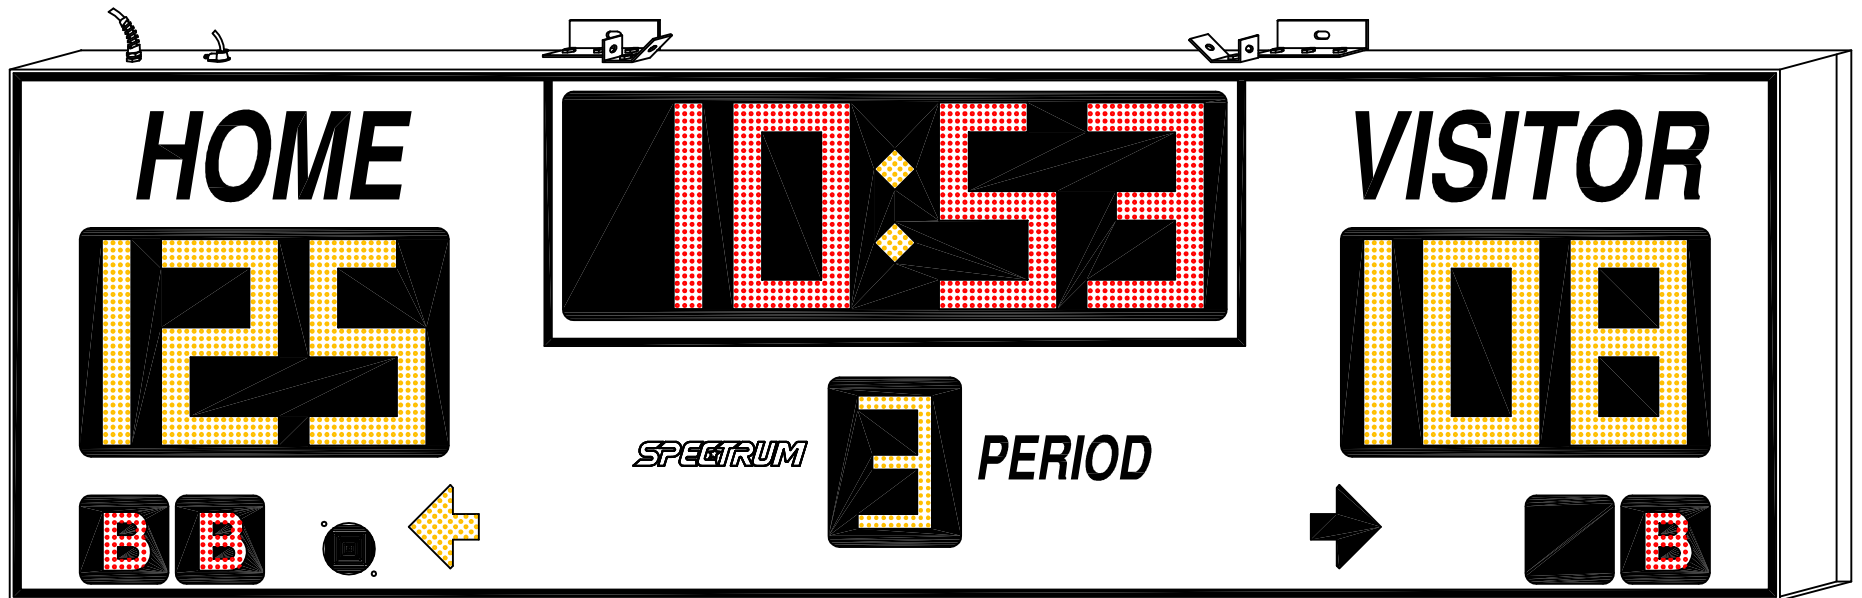 HOME
10:53
VISITOR
125
108
SPECTRUM
3
PERIOD
B B
B